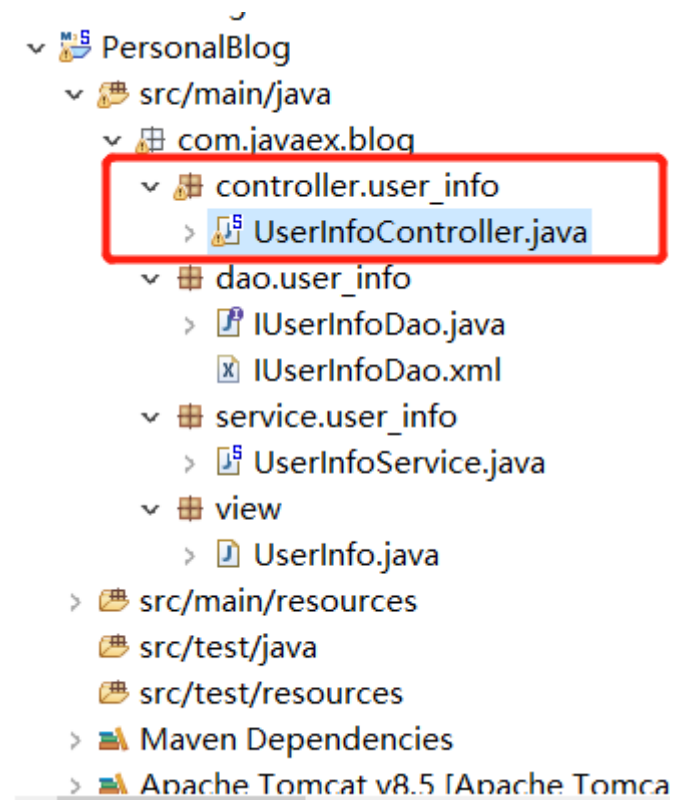 PersonalBlog
src/main/java
com.javaex.blog
controller.user_info
UserInfoController.java
dao.user_info
IUserInfoDao.java
IUserInfoDao.xml
service.user_info
UserInfoService.java
view
UserInfo.java
src/main/resources
src/test/java
src/test/resources
Maven Dependencies
Apache Tomcat v8.5 [Apache Tomca